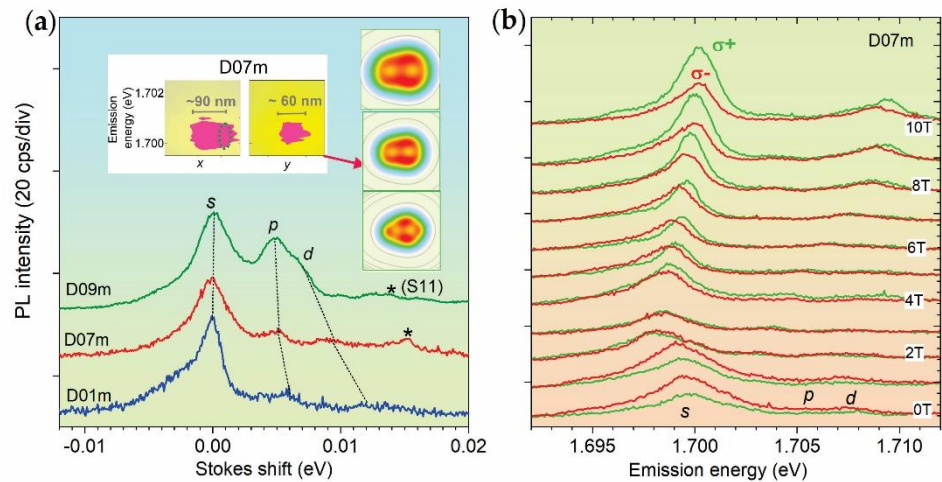 (a)
D07m
Emission
energy (eV)
1.702
1.700
~90 nm
~ 60 nm
x
y
s
p
d
* (S11)
*
D09m
D07m
D01m
PL intensity (20 cps/div)
-0.01
0.00
0.01
0.02
Stokes shift (eV)
(b)
D07m
σ+
σ-
10T
8T
6T
4T
2T
0T
s
p
d
1.695
1.700
1.705
1.710
Emission energy (eV)